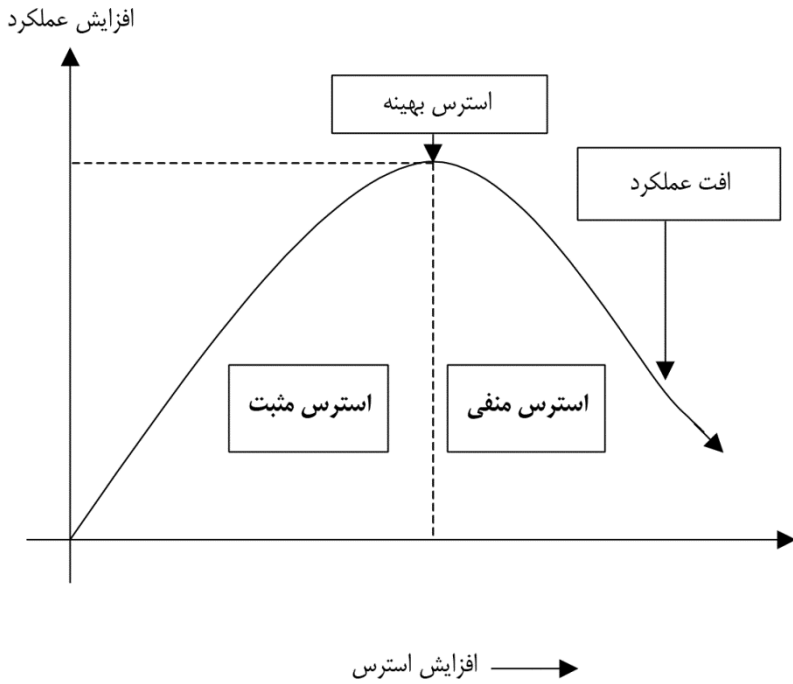 افزایش عملکرد
استرس بهینه
افت عملکرد
استرس منفی
استرس مثبت
افزایش استرس